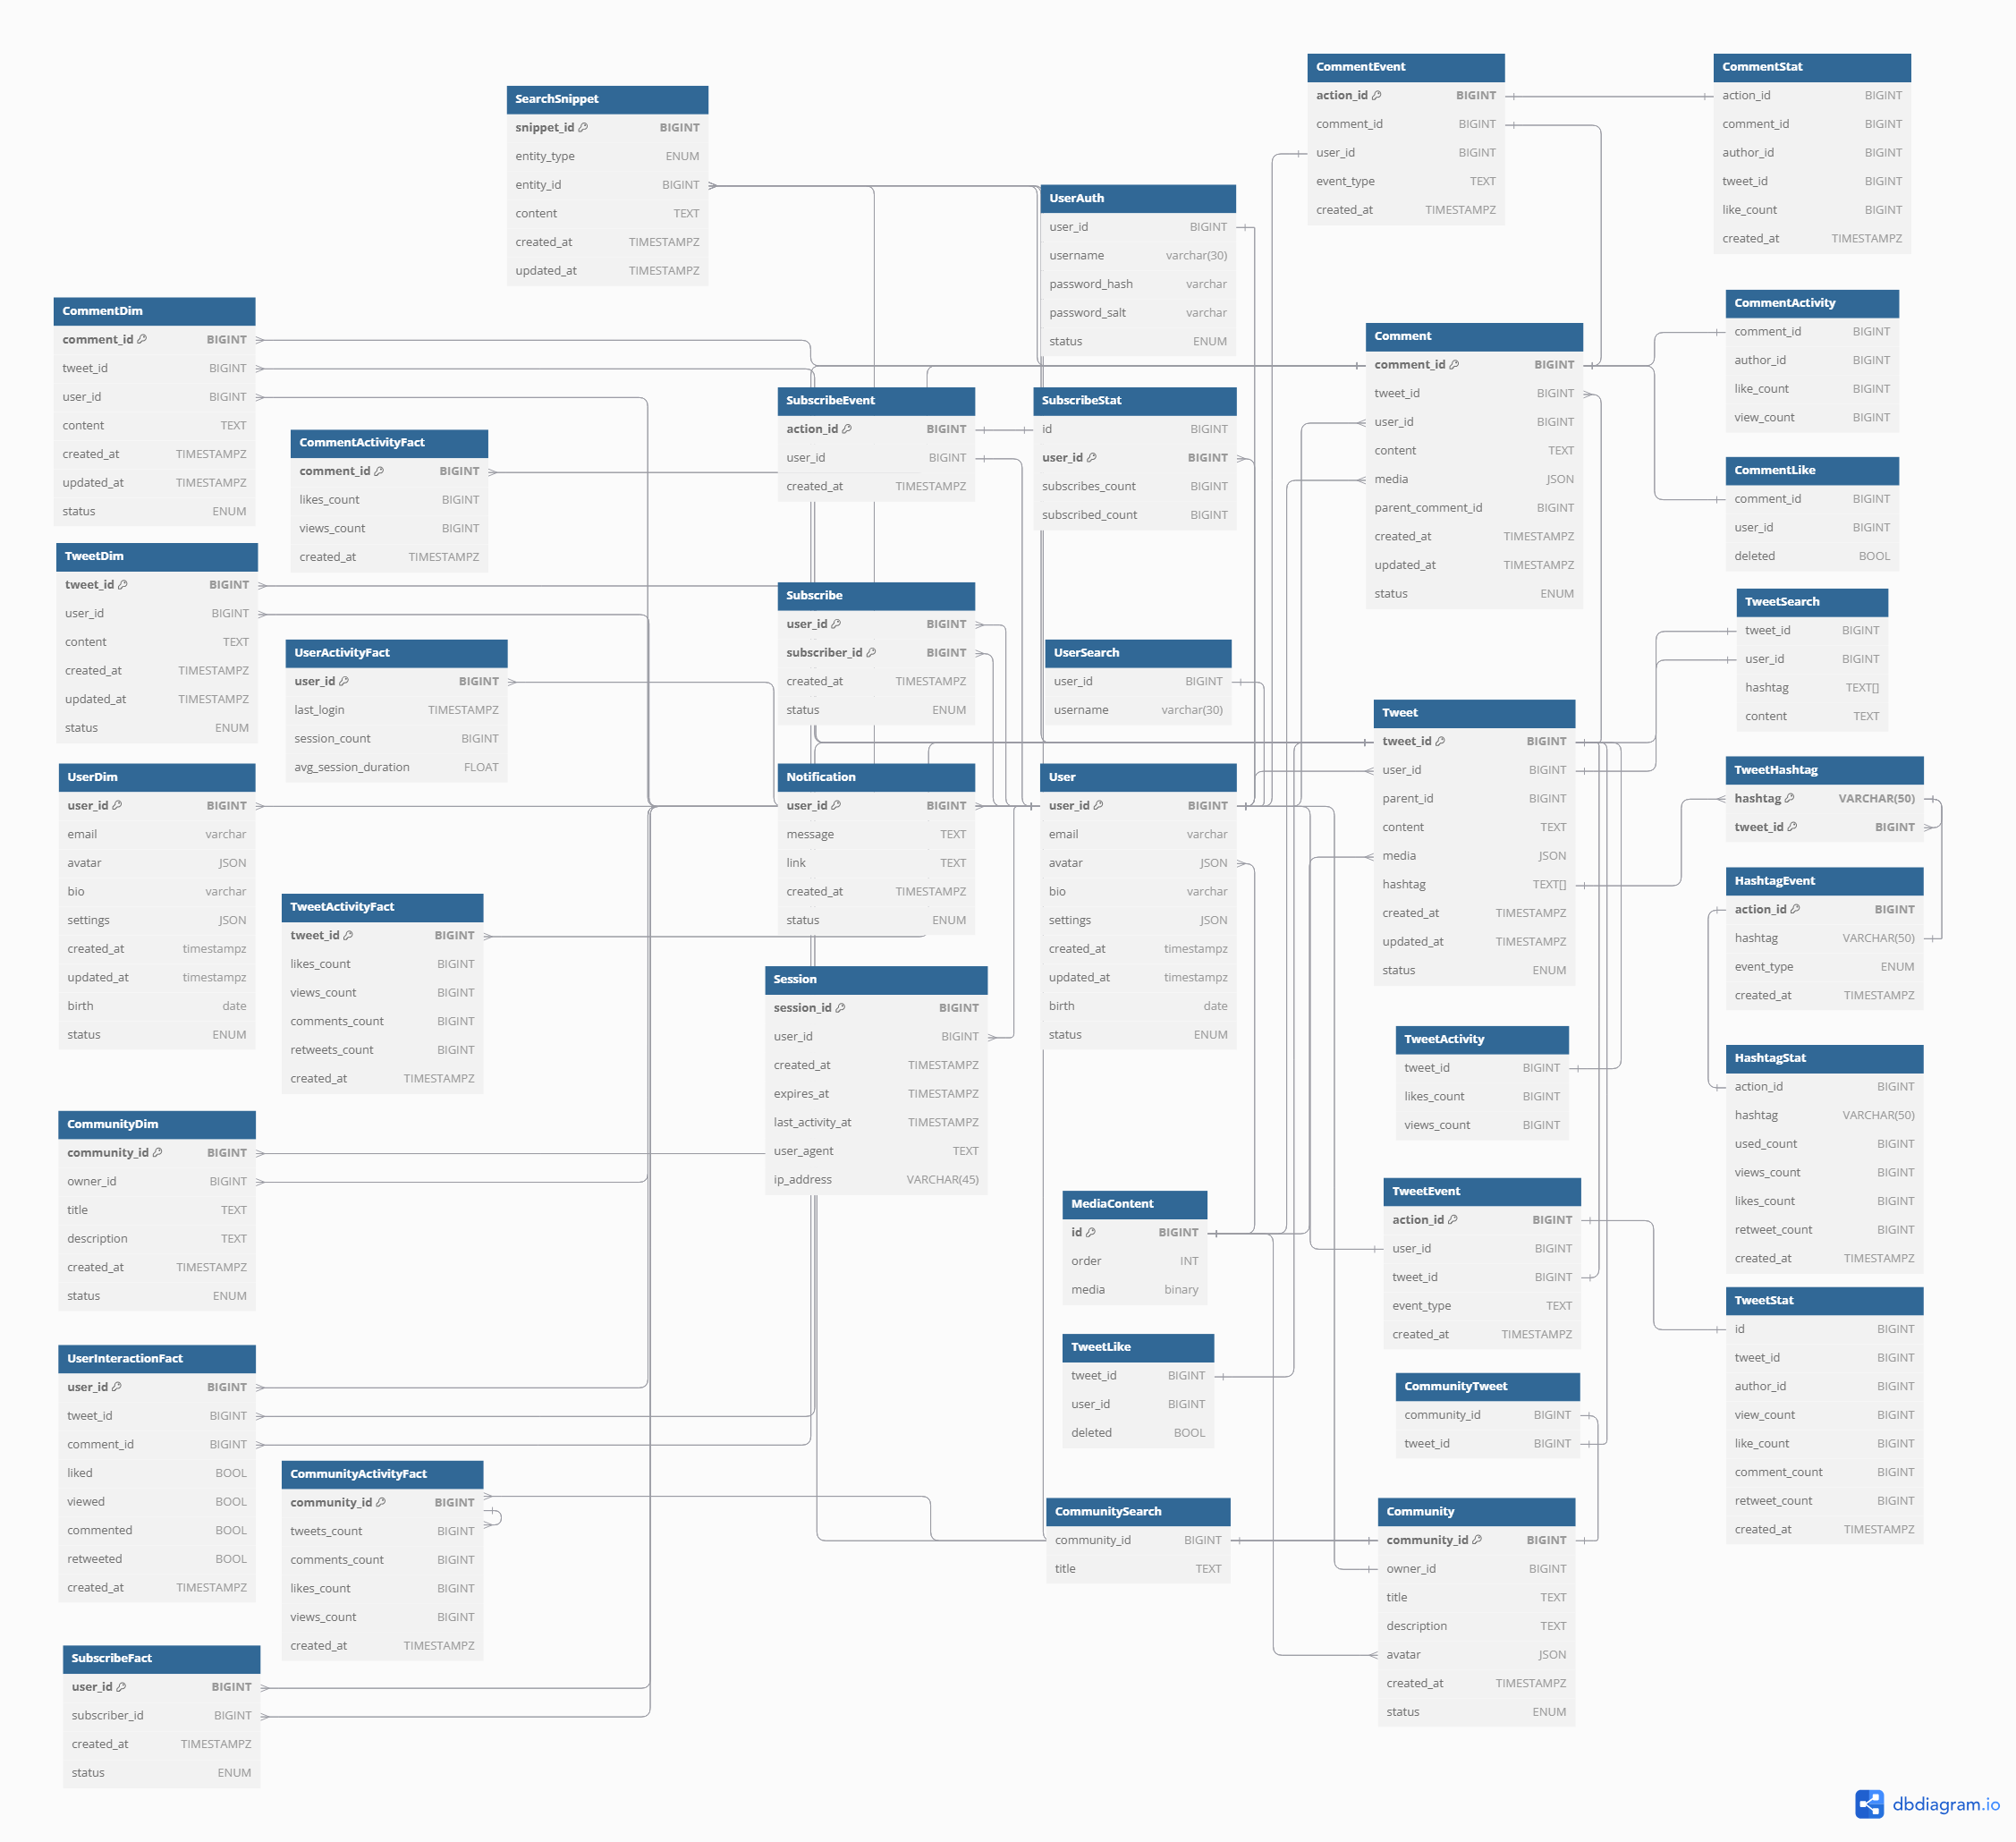 CommentEvent
action_id BIGINT
comment_id BIGINT
user_id BIGINT
event_type TEXT
created_at TIMESTAMPZ
CommentStat
action_id BIGINT
comment_id BIGINT
author_id BIGINT
tweet_id BIGINT
like_count BIGINT
created_at TIMESTAMPZ
SearchSnippet
snippet_id BIGINT
entity_type ENUM
entity_id BIGINT
content TEXT
created_at TIMESTAMPZ
updated_at TIMESTAMPZ
UserAuth
user_id BIGINT
username varchar(30)
password_hash varchar
password_salt varchar
status ENUM
CommentDim
comment_id BIGINT
tweet_id BIGINT
user_id BIGINT
content TEXT
created_at TIMESTAMPZ
updated_at TIMESTAMPZ
status ENUM
CommentActivity
comment_id BIGINT
author_id BIGINT
like_count BIGINT
view_count BIGINT
Comment
comment_id BIGINT
tweet_id BIGINT
user_id BIGINT
content TEXT
media JSON
parent_comment_id BIGINT
created_at TIMESTAMPZ
updated_at TIMESTAMPZ
status ENUM
SubscribeEvent
action_id BIGINT
user_id BIGINT
created_at TIMESTAMPZ
SubscribeStat
id BIGINT
user_id BIGINT
subscribes_count BIGINT
subscribed_count BIGINT
CommentActivityFact
comment_id BIGINT
likes_count BIGINT
views_count BIGINT
created_at TIMESTAMPZ
CommentLike
comment_id BIGINT
user_id BIGINT
deleted BOOL
TweetDim
tweet_id BIGINT
user_id BIGINT
content TEXT
created_at TIMESTAMPZ
updated_at TIMESTAMPZ
status ENUM
Subscribe
user_id BIGINT
subscriber_id BIGINT
created_at TIMESTAMPZ
status ENUM
TweetSearch
tweet_id BIGINT
user_id BIGINT
hashtag TEXT[]
content TEXT
UserActivityFact
user_id BIGINT
last_login TIMESTAMPZ
session_count BIGINT
avg_session_duration FLOAT
UserSearch
user_id BIGINT
username varchar(30)
Tweet
tweet_id BIGINT
user_id BIGINT
parent_id BIGINT
content TEXT
media JSON
hashtag TEXT[]
created_at TIMESTAMPZ
updated_at TIMESTAMPZ
status ENUM
TweetHashtag
hashtag VARCHAR(50)
tweet_id BIGINT
UserDim
user_id BIGINT
email varchar
avatar JSON
bio varchar
settings JSON
created_at timestampz
updated_at timestampz
birth date
status ENUM
Notification
user_id BIGINT
message TEXT
link TEXT
created_at TIMESTAMPZ
status ENUM
User
user_id BIGINT
email varchar
avatar JSON
bio varchar
settings JSON
created_at timestampz
updated_at timestampz
birth date
status ENUM
HashtagEvent
action_id BIGINT
hashtag VARCHAR(50)
event_type ENUM
created_at TIMESTAMPZ
TweetActivityFact
tweet_id BIGINT
likes_count BIGINT
views_count BIGINT
comments_count BIGINT
retweets_count BIGINT
created_at TIMESTAMPZ
Session
session_id BIGINT
user_id BIGINT
created_at TIMESTAMPZ
expires_at TIMESTAMPZ
last_activity_at TIMESTAMPZ
user_agent TEXT
ip_address VARCHAR(45)
TweetActivity
tweet_id BIGINT
likes_count BIGINT
views_count BIGINT
HashtagStat
action_id BIGINT
hashtag VARCHAR(50)
used_count BIGINT
views_count BIGINT
likes_count BIGINT
retweet_count BIGINT
created_at TIMESTAMPZ
CommunityDim
community_id BIGINT
owner_id BIGINT
title TEXT
description TEXT
created_at TIMESTAMPZ
status ENUM
TweetEvent
action_id BIGINT
user_id BIGINT
tweet_id BIGINT
event_type TEXT
created_at TIMESTAMPZ
MediaContent
id BIGINT
order INT
media binary
TweetStat
id BIGINT
tweet_id BIGINT
author_id BIGINT
view_count BIGINT
like_count BIGINT
comment_count BIGINT
retweet_count BIGINT
created_at TIMESTAMPZ
TweetLike
tweet_id BIGINT
user_id BIGINT
deleted BOOL
UserInteractionFact
user_id BIGINT
tweet_id BIGINT
comment_id BIGINT
liked BOOL
viewed BOOL
commented BOOL
retweeted BOOL
created_at TIMESTAMPZ
CommunityTweet
community_id BIGINT
tweet_id BIGINT
CommunityActivityFact
community_id BIGINT
tweets_count BIGINT
comments_count BIGINT
likes_count BIGINT
views_count BIGINT
created_at TIMESTAMPZ
CommunitySearch
community_id BIGINT
title TEXT
Community
community_id BIGINT
owner_id BIGINT
title TEXT
description TEXT
avatar JSON
created_at TIMESTAMPZ
status ENUM
SubscribeFact
user_id BIGINT
subscriber_id BIGINT
created_at TIMESTAMPZ
status ENUM
dbdiagram.io